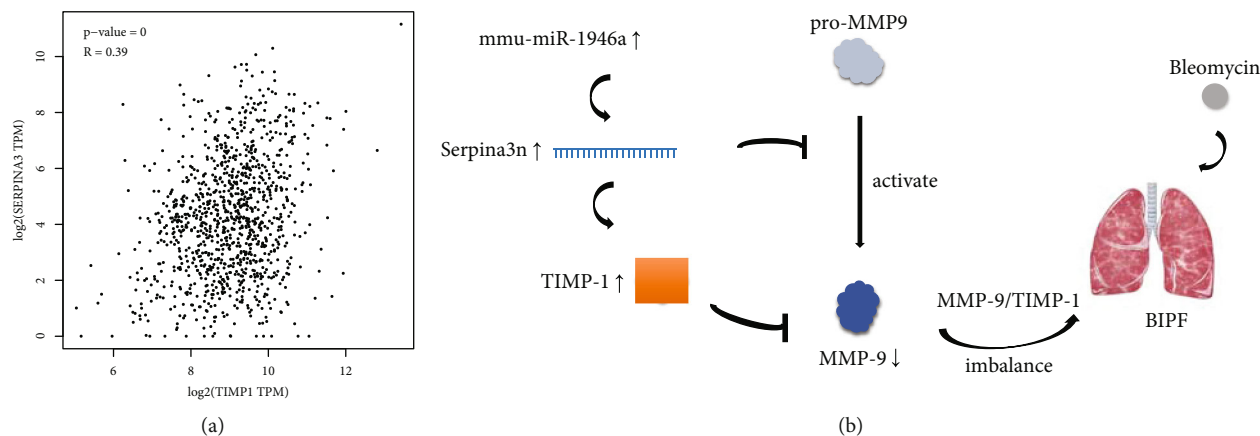 p−value = 0
R = 0.39
log2(SERPINA3 TPM)
10
8
6
4
2
0
6
8
10
12
log2(TIMP1 TPM)
(a)
mmu-miR-1946a ↑
Serpina3n ↑
TIMP-1 ↑
pro-MMP9
activate
MMP-9 ↓
MMP-9/TIMP-1
imbalance
Bleomycin
BIPF
(b)